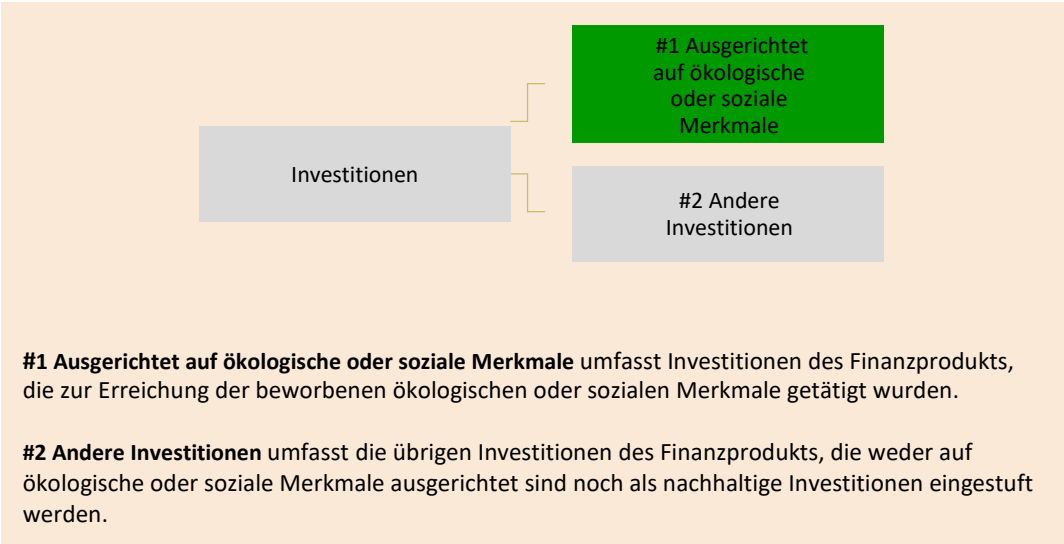 #1 Ausgerichtet
auf ökologische
oder soziale
Merkmale
Investitionen
#2 Andere
Investitionen
#1 Ausgerichtet auf ökologische oder soziale Merkmale umfasst Investitionen des Finanzprodukts,
die zur Erreichung der beworbenen ökologischen oder sozialen Merkmale getätigt wurden.
#2 Andere Investitionen umfasst die übrigen Investitionen des Finanzprodukts, die weder auf
ökologische oder soziale Merkmale ausgerichtet sind noch als nachhaltige Investitionen eingestuft
werden.